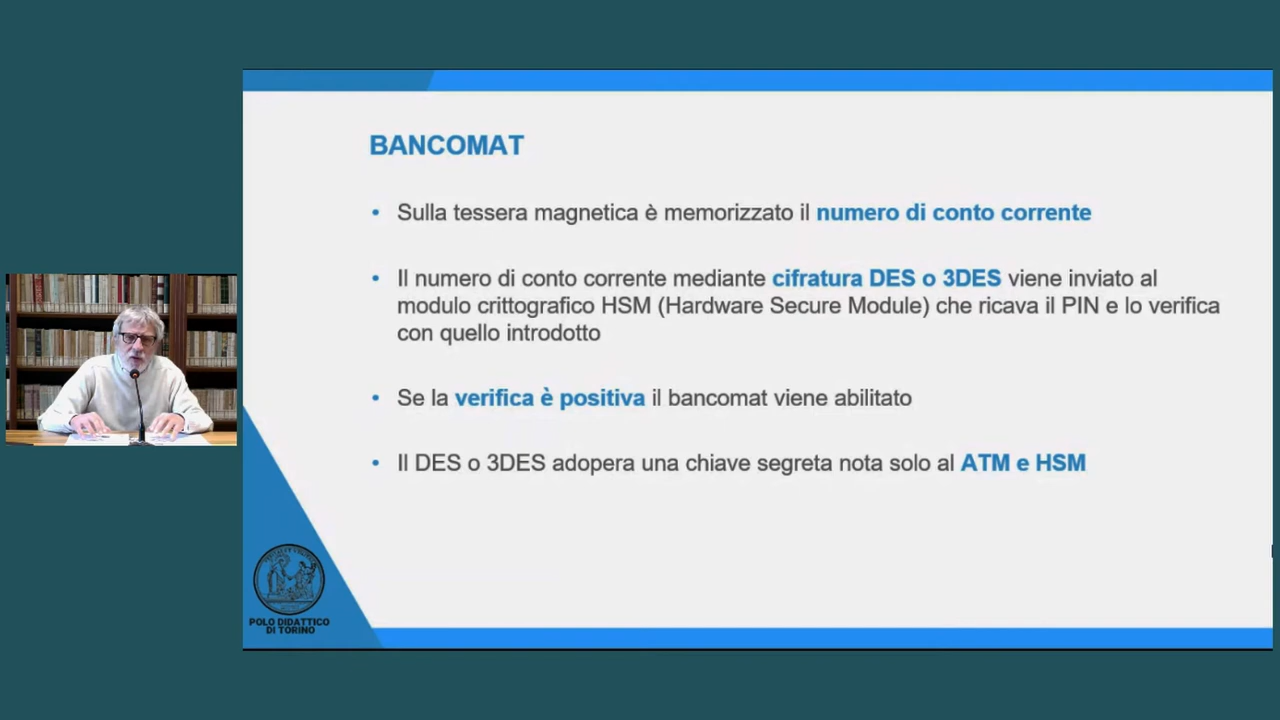 BANCOMAT
• Sulla tessera magnetica è memorizzato il numero di conto corrente
• Il numero di conto corrente mediante cifratura DES o 3DES viene inviato al
modulo crittografico HSM (Hardware Secure Module) che ricava il PIN e lo verifica
con quello introdotto
• Se la verifica è positiva il bancomat viene abilitato
• Il DES o 3DES adopera una chiave segreta nota solo al ATM e HSM
POLO DIDATTICO
DI TORINO